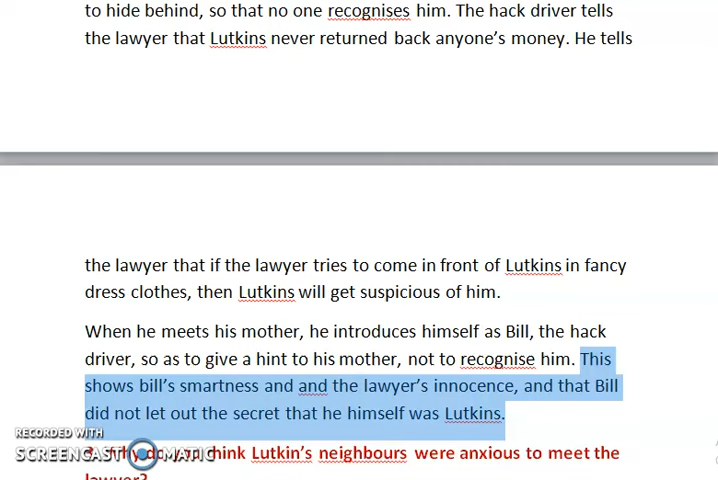 to hide behind, so that no one recognises him. The hack driver tells
the lawyer that Lutkins never returned back anyone's money. He tells
the lawyer that if the lawyer tries to come in front of Lutkins in fancy
dress clothes, then Lutkins will get suspicious of him.
When he meets his mother, he introduces himself as Bill, the hack
driver, so as to give a hint to his mother, not to recognise him. This
shows bill's smartness and and the lawyer's innocence, and that Bill
did not let out the secret that he himself was Lutkins.
RECORDED WITH
SCREENCAST MATIC
think Lutkin's neighbours were anxious to meet the
lawyer?